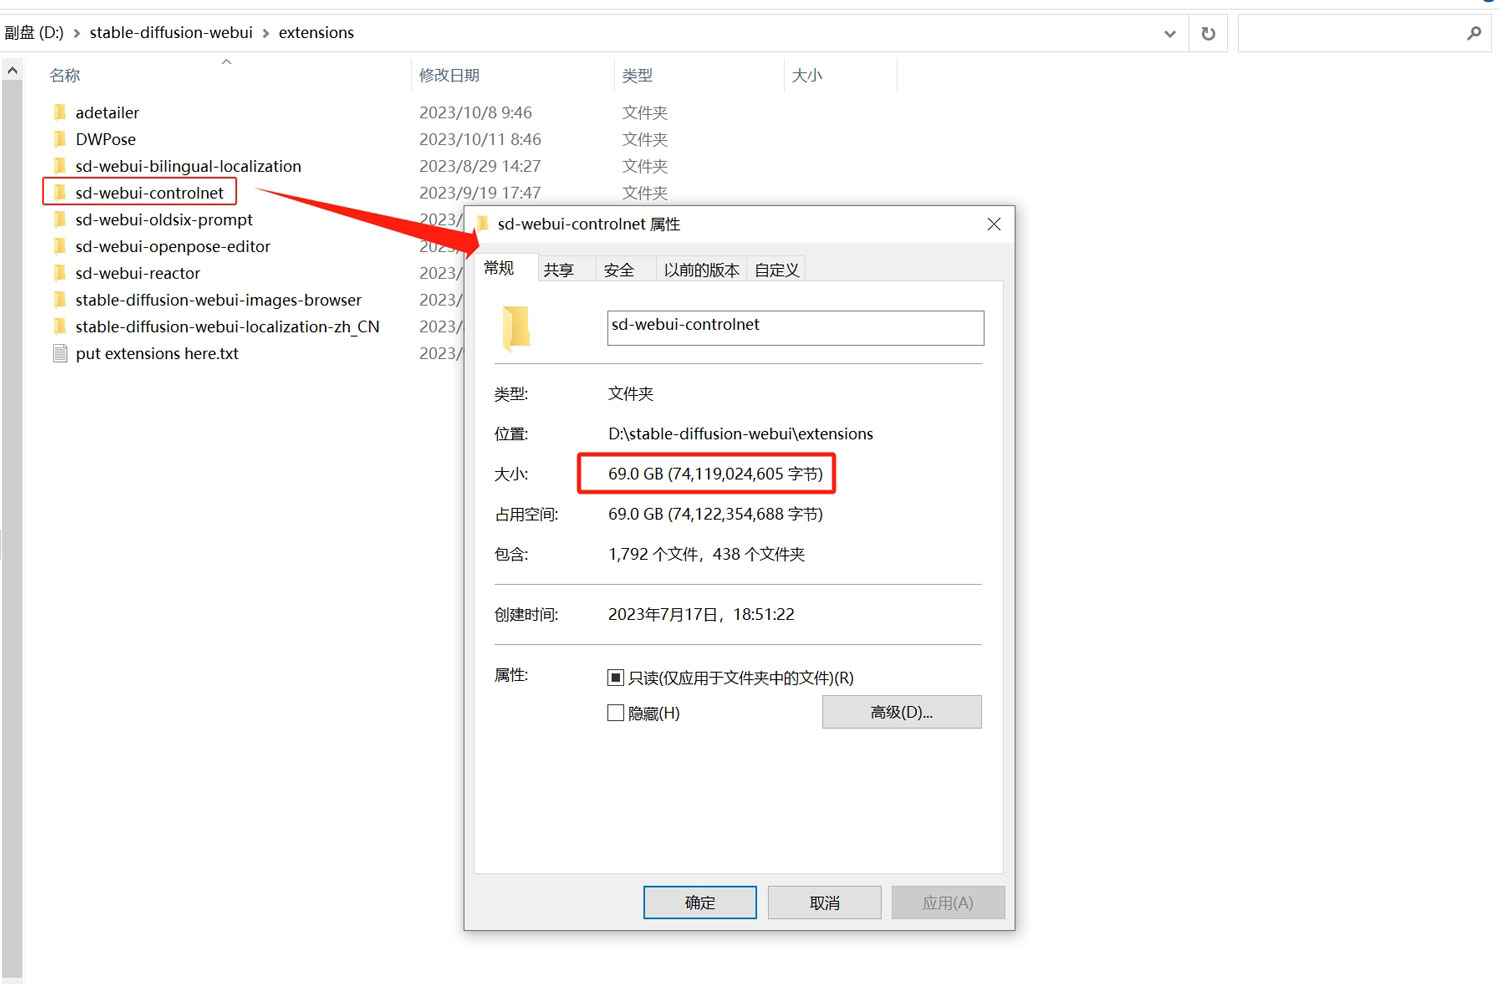 副盘 (D:) > stable-diffusion-webui > extensions
名称 修改日期 类型 大小
adetailer 2023/10/8 9:46 文件夹
DWPose 2023/10/11 8:46 文件夹
sd-webui-bilingual-localization 2023/8/29 14:27 文件夹
sd-webui-controlnet 2023/9/19 17:47 文件夹
sd-webui-oldsix-prompt 2023/
sd-webui-openpose-editor 2023/
sd-webui-reactor 2023/
stable-diffusion-webui-images-browser 2023/
stable-diffusion-webui-localization-zh_CN 2023/
put extensions here.txt 2023/
sd-webui-controlnet 属性
常规 共享 安全 以前的版本 自定义
sd-webui-controlnet
类型: 文件夹
位置: D:\stable-diffusion-webui\extensions
大小: 69.0 GB (74,119,024,605 字节)
占用空间: 69.0 GB (74,122,354,688 字节)
包含: 1,792 个文件，438 个文件夹
创建时间: 2023年7月17日，18:51:22
属性: 只读(仅应用于文件夹中的文件)(R)
隐藏(H) 高级(D)...
确定 取消 应用(A)